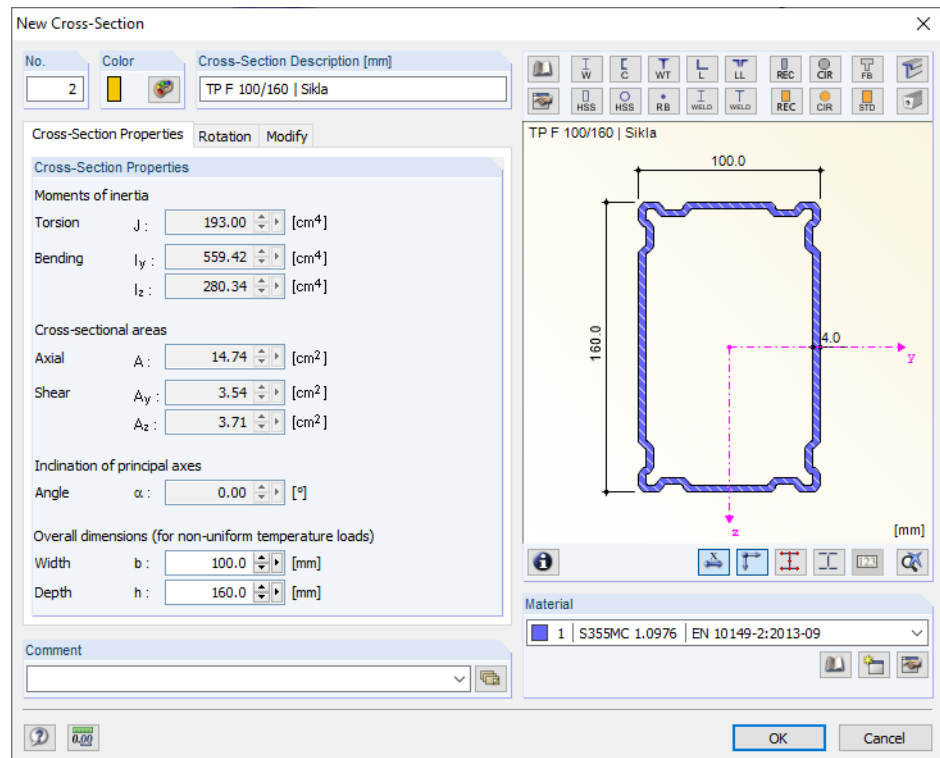 New Cross-Section
No.
Color
Cross-Section Description [mm]
2
TP F 100/160 | Sikla
Cross-Section Properties
Rotation
Modify
Cross-Section Properties
Moments of inertia
Torsion J : 193.00 [cm4]
Bending Iy : 559.42 [cm4]
Iz : 280.34 [cm4]
Cross-sectional areas
Axial A : 14.74 [cm2]
Shear Ay : 3.54 [cm2]
Az : 3.71 [cm2]
Inclination of principal axes
Angle α : 0.00 [°]
Overall dimensions (for non-uniform temperature loads)
Width b : 100.0 [mm]
Depth h : 160.0 [mm]
Comment
0.00
W C WT L LL REC CIR FB
HSS HSS RB WELD WELD REC CIR STD
TP F 100/160 | Sikla
100.0
160.0
4.0
y
z
[mm]
X
123
Material
1 S355MC 1.0976 EN 10149-2:2013-09
OK
Cancel